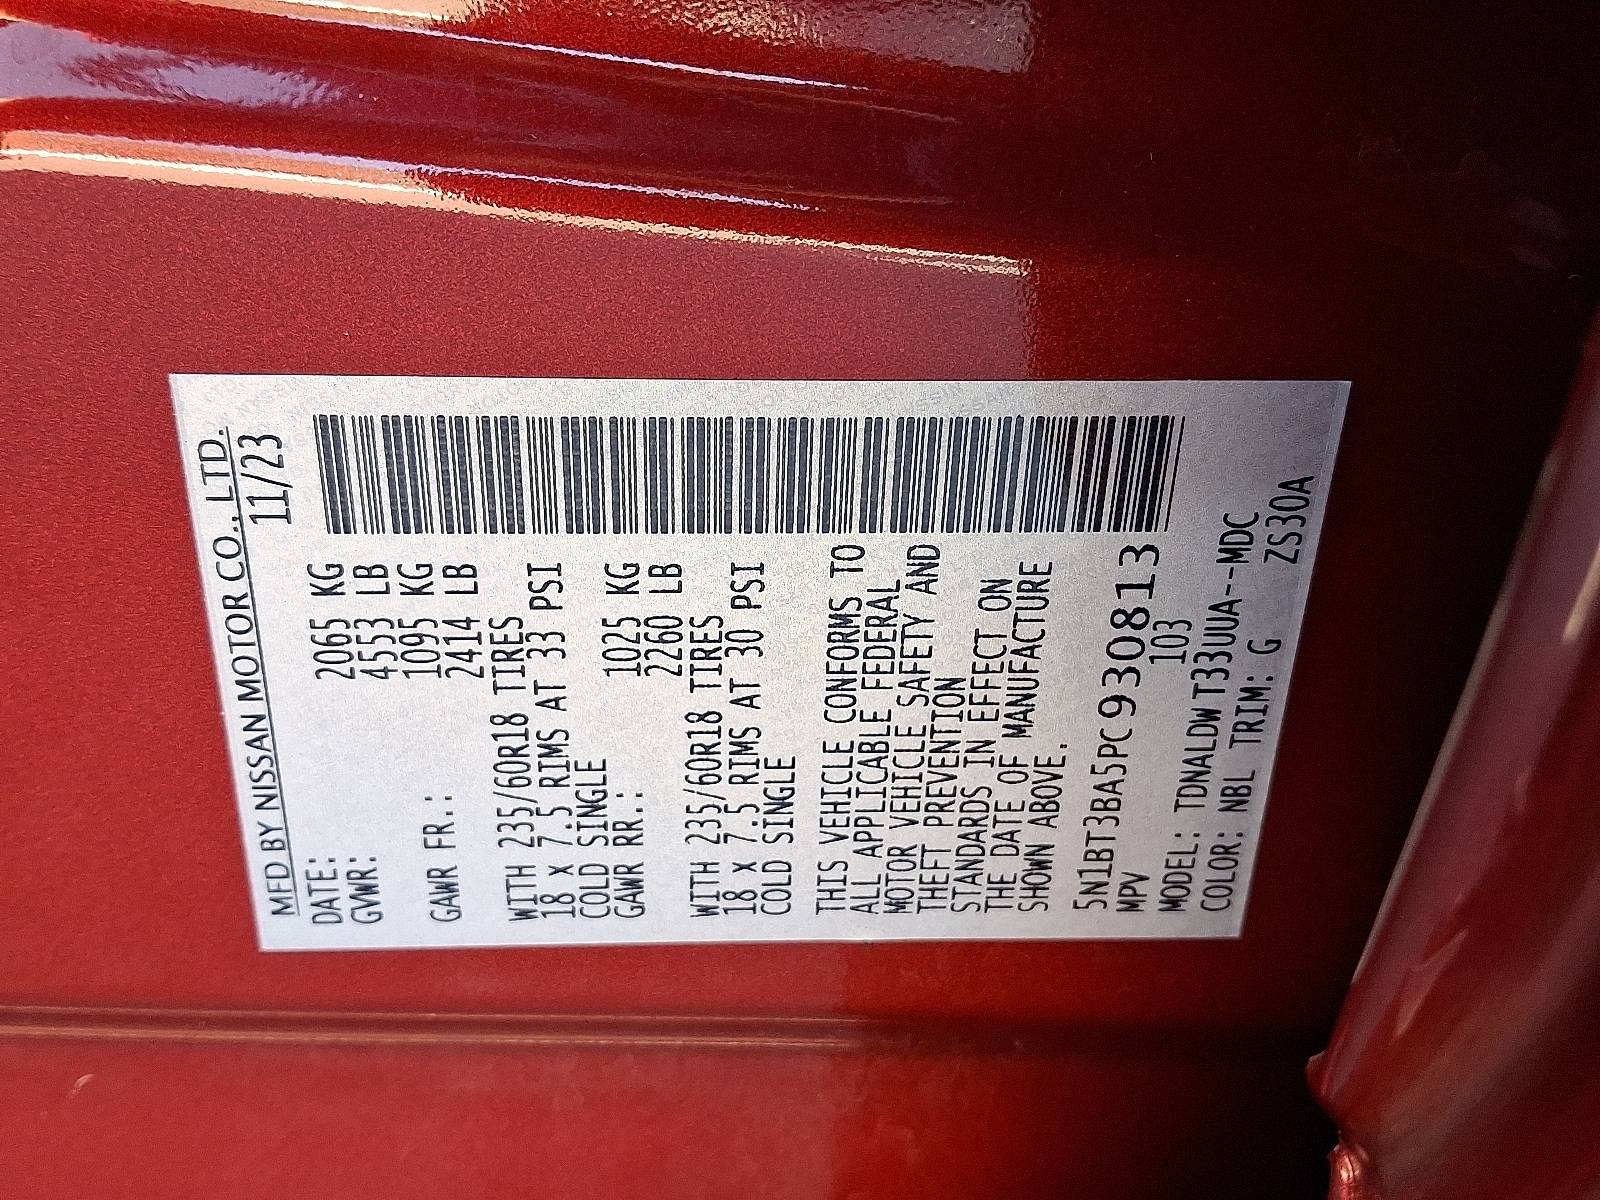 MFD BY NISSAN MOTOR CO., LTD.
DATE: 11/23
GVWR: 2065 KG
4553 LB
GAWR FR.: 1095 KG
2414 LB
WITH 235/60R18 TIRES
18 x 7.5 RIMS AT 33 PSI
COLD SINGLE
GAWR RR.: 1025 KG
2260 LB
WITH 235/60R18 TIRES
18 x 7.5 RIMS AT 30 PSI
COLD SINGLE
THIS VEHICLE CONFORMS TO
ALL APPLICABLE FEDERAL
MOTOR VEHICLE SAFETY AND
THEFT PREVENTION
STANDARDS IN EFFECT ON
THE DATE OF MANUFACTURE
SHOWN ABOVE.
5N1BT3BA5PC930813
MPV 103
MODEL: TDNALDW T33UUA--MDC
COLOR: NBL TRIM: G ZS30A